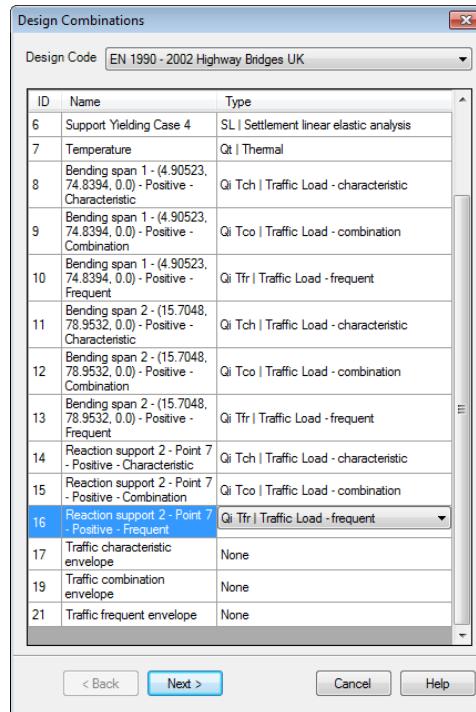 Design Combinations
Design Code EN 1990 - 2002 Highway Bridges UK
ID Name Type
6 Support Yielding Case 4 SL | Settlement linear elastic analysis
7 Temperature Qt | Thermal
8 Bending span 1 - (4.90523, 74.8394, 0.0) - Positive - Characteristic Qi Tch | Traffic Load - characteristic
9 Bending span 1 - (4.90523, 74.8394, 0.0) - Positive - Combination Qi Tco | Traffic Load - combination
10 Bending span 1 - (4.90523, 74.8394, 0.0) - Positive - Frequent Qi Tfr | Traffic Load - frequent
11 Bending span 2 - (15.7048, 78.9532, 0.0) - Positive - Characteristic Qi Tch | Traffic Load - characteristic
12 Bending span 2 - (15.7048, 78.9532, 0.0) - Positive - Combination Qi Tco | Traffic Load - combination
13 Bending span 2 - (15.7048, 78.9532, 0.0) - Positive - Frequent Qi Tfr | Traffic Load - frequent
14 Reaction support 2 - Point 7 - Positive - Characteristic Qi Tch | Traffic Load - characteristic
15 Reaction support 2 - Point 7 - Positive - Combination Qi Tco | Traffic Load - combination
16 Reaction support 2 - Point 7 - Positive - Frequent Qi Tfr | Traffic Load - frequent
17 Traffic characteristic envelope None
19 Traffic combination envelope None
21 Traffic frequent envelope None
< Back Next > Cancel Help